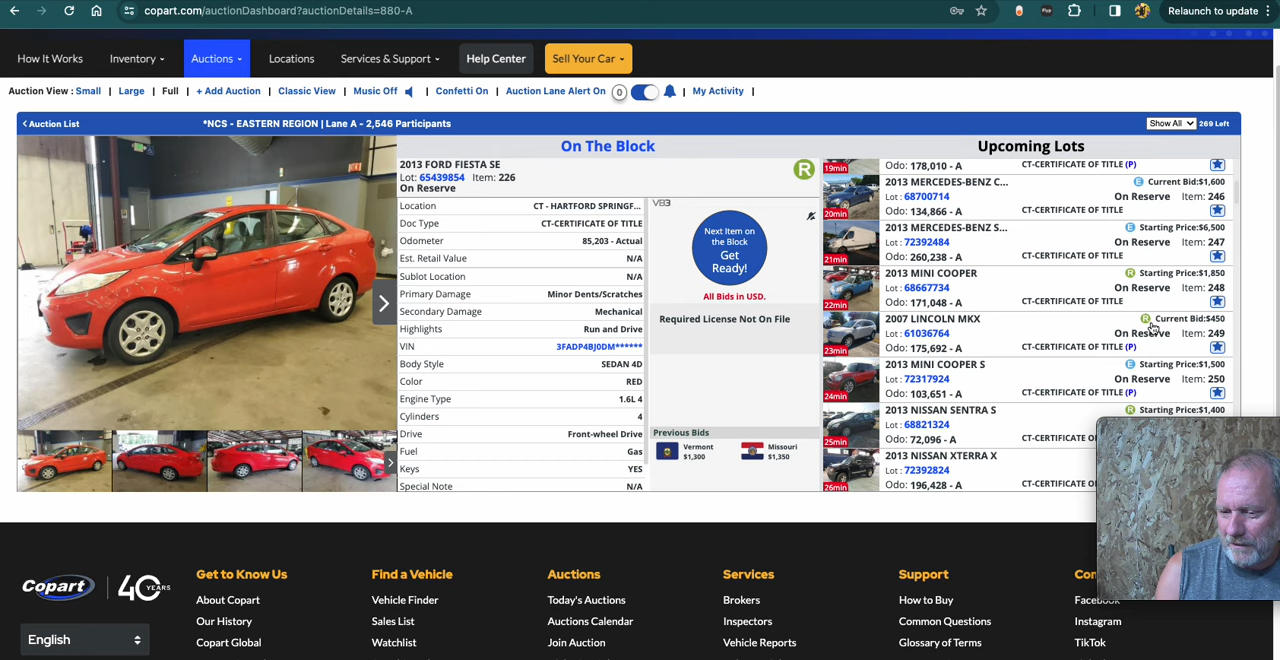 copart.com/auctionDashboard?auctionDetails=880-A
Relaunch to update
How It Works
Inventory
Auctions
Locations
Services & Support
Help Center
Sell Your Car
Auction View : Small | Large | Full | + Add Auction | Classic View | Music Off | Confetti On | Auction Lane Alert On 0 | My Activity |
Auction List
*NCS - EASTERN REGION | Lane A - 2,546 Participants
Show All
269 Left
On The Block
2013 FORD FIESTA SE
Lot: 65439854 Item: 226
On Reserve
R
Location CT - HARTFORD SPRINGF...
Doc Type CT-CERTIFICATE OF TITLE
Odometer 85,203 - Actual
Est. Retail Value N/A
Sublot Location N/A
Primary Damage Minor Dents/Scratches
Secondary Damage Mechanical
Highlights Run and Drive
VIN 3FADP4BJ0DM******
Body Style SEDAN 4D
Color RED
Engine Type 1.6L 4
Cylinders 4
Drive Front-wheel Drive
Fuel Gas
Keys YES
Special Note N/A
VB3
Next Item on
the Block
Get
Ready!
All Bids in USD.
Required License Not On File
Previous Bids
Vermont
$1,300
Missouri
$1,350
Upcoming Lots
19min
Odo: 178,010 - A CT-CERTIFICATE OF TITLE (P)
2013 MERCEDES-BENZ C... E Current Bid:$1,600
Lot : 68700714 On Reserve Item: 246
20min
Odo: 134,866 - A CT-CERTIFICATE OF TITLE
2013 MERCEDES-BENZ S... E Starting Price:$6,500
Lot : 72392484 On Reserve Item: 247
21min
Odo: 260,238 - A CT-CERTIFICATE OF TITLE
2013 MINI COOPER R Starting Price:$1,850
Lot : 68667734 On Reserve Item: 248
22min
Odo: 171,048 - A CT-CERTIFICATE OF TITLE
2007 LINCOLN MKX R Current Bid:$450
Lot : 61036764 On Reserve Item: 249
23min
Odo: 175,692 - A CT-CERTIFICATE OF TITLE (P)
2013 MINI COOPER S E Starting Price:$1,500
Lot : 72317924 On Reserve Item: 250
24min
Odo: 103,651 - A CT-CERTIFICATE OF TITLE (P)
2013 NISSAN SENTRA S R Starting Price:$1,400
Lot : 68821324
25min
Odo: 72,096 - A CT-CERTIFICATE OF
2013 NISSAN XTERRA X
Lot : 72392824
26min
Odo: 196,428 - A CT-CERTIFICATE OF
Copart
40 YEARS
English
Get to Know Us
About Copart
Our History
Copart Global
Find a Vehicle
Vehicle Finder
Sales List
Watchlist
Auctions
Today's Auctions
Auctions Calendar
Join Auction
Services
Brokers
Inspectors
Vehicle Reports
Support
How to Buy
Common Questions
Glossary of Terms
Con
Facebook
Instagram
TikTok